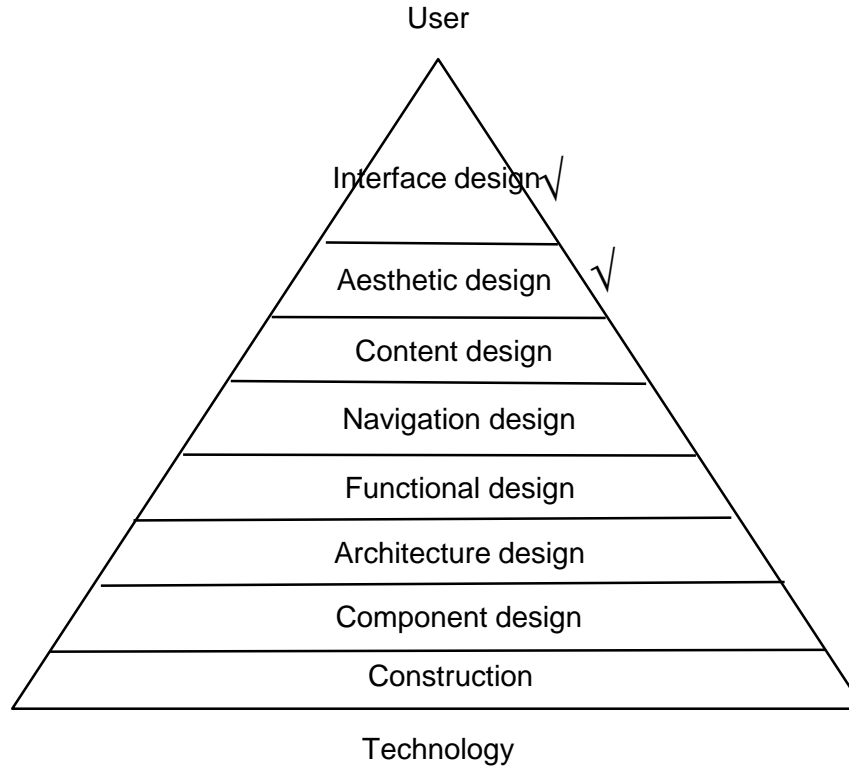 User
Interface design√
Aesthetic design √
Content design
Navigation design
Functional design
Architecture design
Component design
Construction
Technology